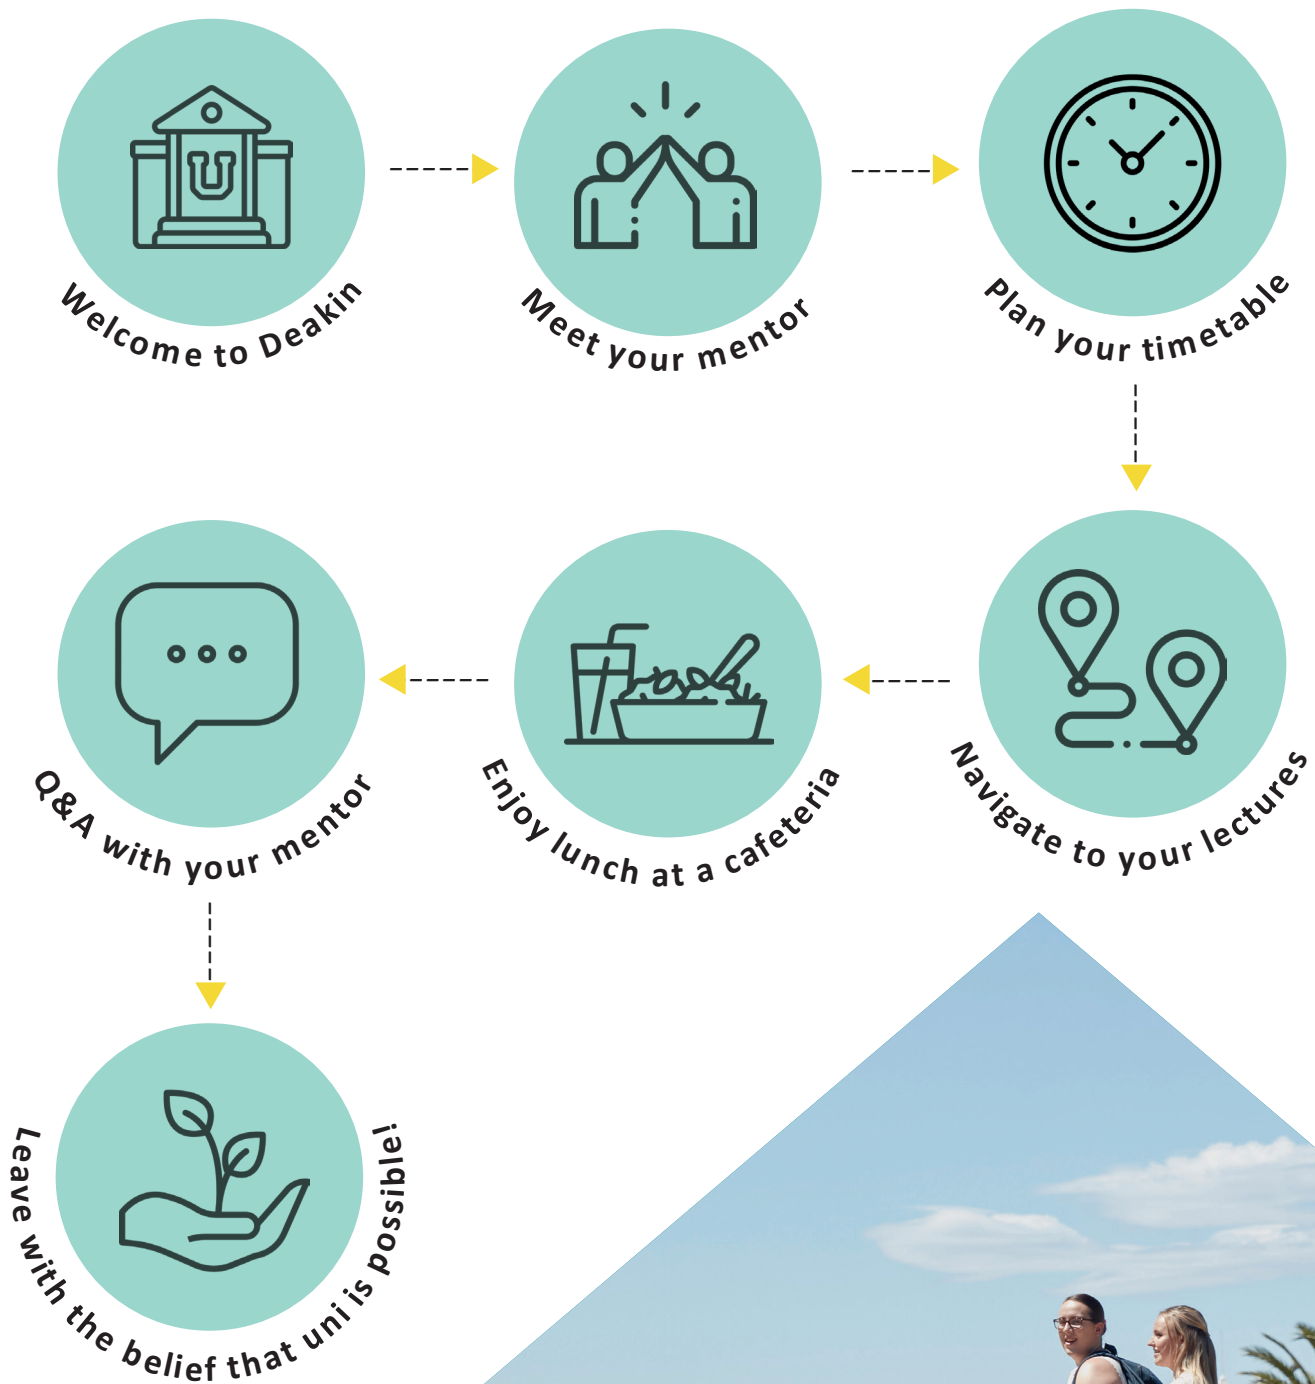 Welcome to Deakin
Meet your mentor
Plan your timetable
Navigate to your lectures
Enjoy lunch at a cafeteria
Q&A with your mentor
Leave with the belief that uni is possible!
U